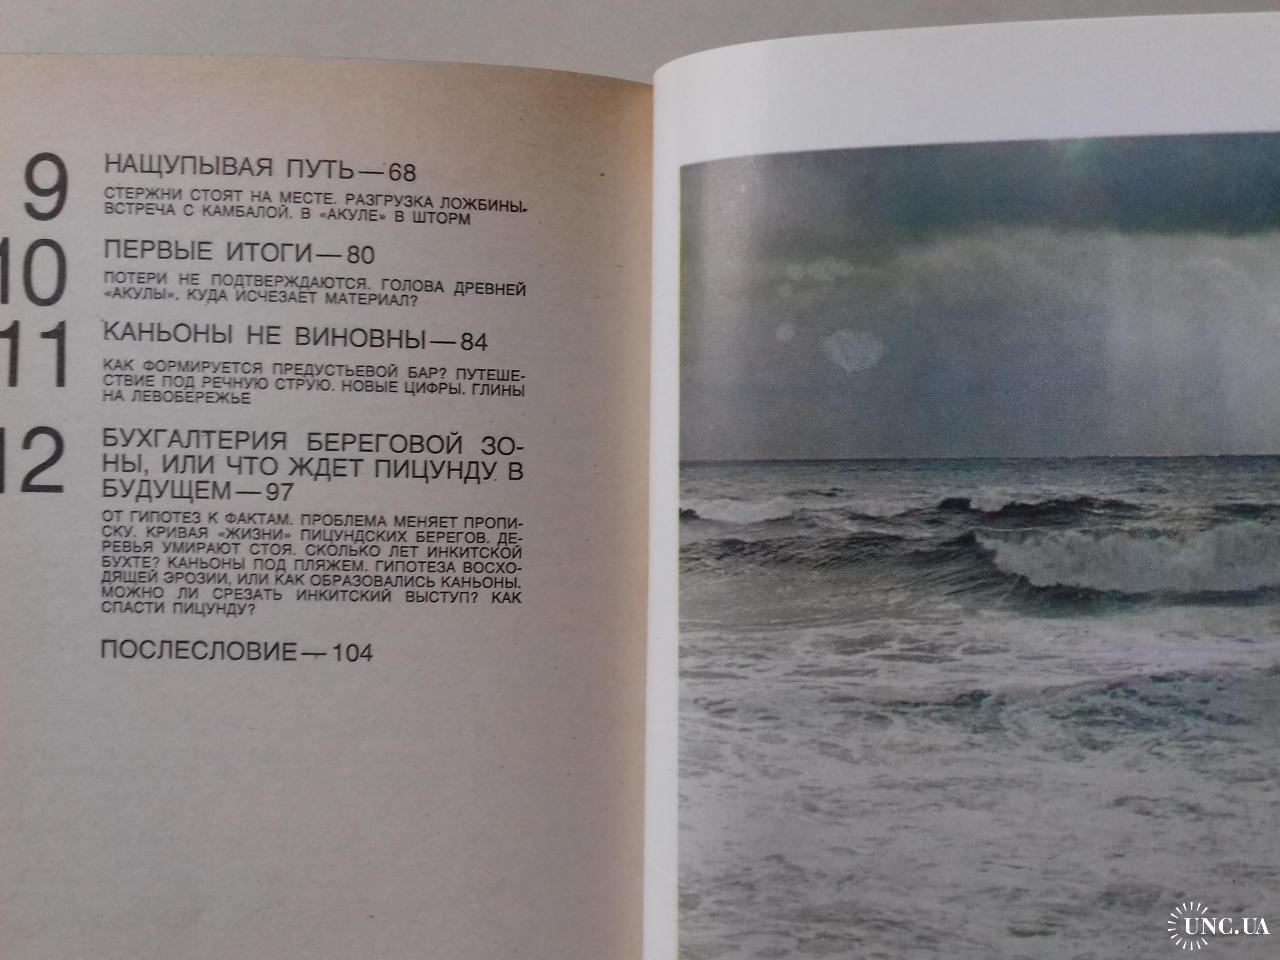 9 НАЩУПЫВАЯ ПУТЬ—68
СТЕРЖНИ СТОЯТ НА МЕСТЕ. РАЗГРУЗКА ЛОЖБИНЫ.
ВСТРЕЧА С КАМБАЛОЙ. В «АКУЛЕ» В ШТОРМ
10 ПЕРВЫЕ ИТОГИ—80
ПОТЕРИ НЕ ПОДТВЕРЖДАЮТСЯ. ГОЛОВА ДРЕВНЕЙ
«АКУЛЫ». КУДА ИСЧЕЗАЕТ МАТЕРИАЛ?
11 КАНЬОНЫ НЕ ВИНОВНЫ—84
КАК ФОРМИРУЕТСЯ ПРЕДУСТЬЕВОЙ БАР? ПУТЕШЕ-
СТВИЕ ПОД РЕЧНУЮ СТРУЮ. НОВЫЕ ЦИФРЫ. ГЛИНЫ
НА ЛЕВОБЕРЕЖЬЕ
12 БУХГАЛТЕРИЯ БЕРЕГОВОЙ ЗО-
НЫ, ИЛИ ЧТО ЖДЕТ ПИЦУНДУ В
БУДУЩЕМ—97
ОТ ГИПОТЕЗ К ФАКТАМ. ПРОБЛЕМА МЕНЯЕТ ПРОПИ-
СКУ. КРИВАЯ «ЖИЗНИ» ПИЦУНДСКИХ БЕРЕГОВ. ДЕ-
РЕВЬЯ УМИРАЮТ СТОЯ. СКОЛЬКО ЛЕТ ИНКИТСКОЙ
БУХТЕ? КАНЬОНЫ ПОД ПЛЯЖЕМ. ГИПОТЕЗА ВОСХО-
ДЯЩЕЙ ЭРОЗИИ, ИЛИ КАК ОБРАЗОВАЛИСЬ КАНЬОНЫ.
МОЖНО ЛИ СРЕЗАТЬ ИНКИТСКИЙ ВЫСТУП? КАК
СПАСТИ ПИЦУНДУ?
ПОСЛЕСЛОВИЕ—104
UNC.UA